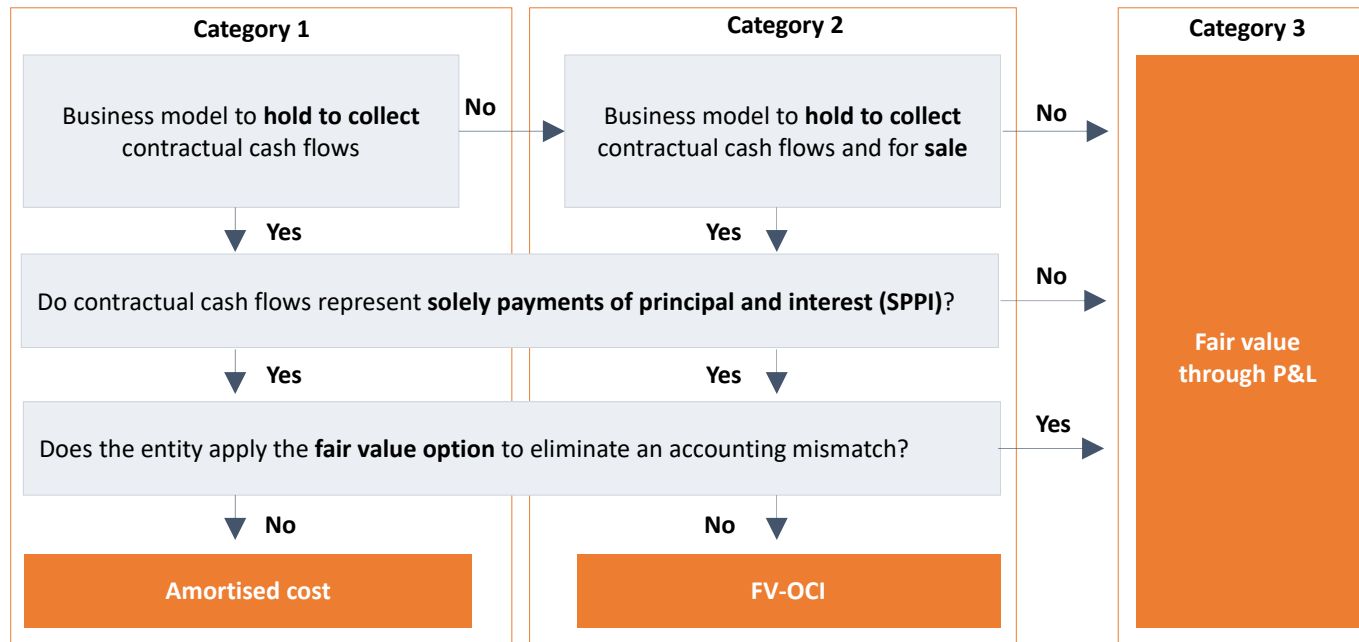 Category 1
Category 2
Category 3
Business model to hold to collect
contractual cash flows
No
Business model to hold to collect
contractual cash flows and for sale
No
Yes
Yes
Do contractual cash flows represent solely payments of principal and interest (SPPI)?
No
Yes
Yes
Does the entity apply the fair value option to eliminate an accounting mismatch?
Yes
No
No
Amortised cost
FV-OCI
Fair value
through P&L